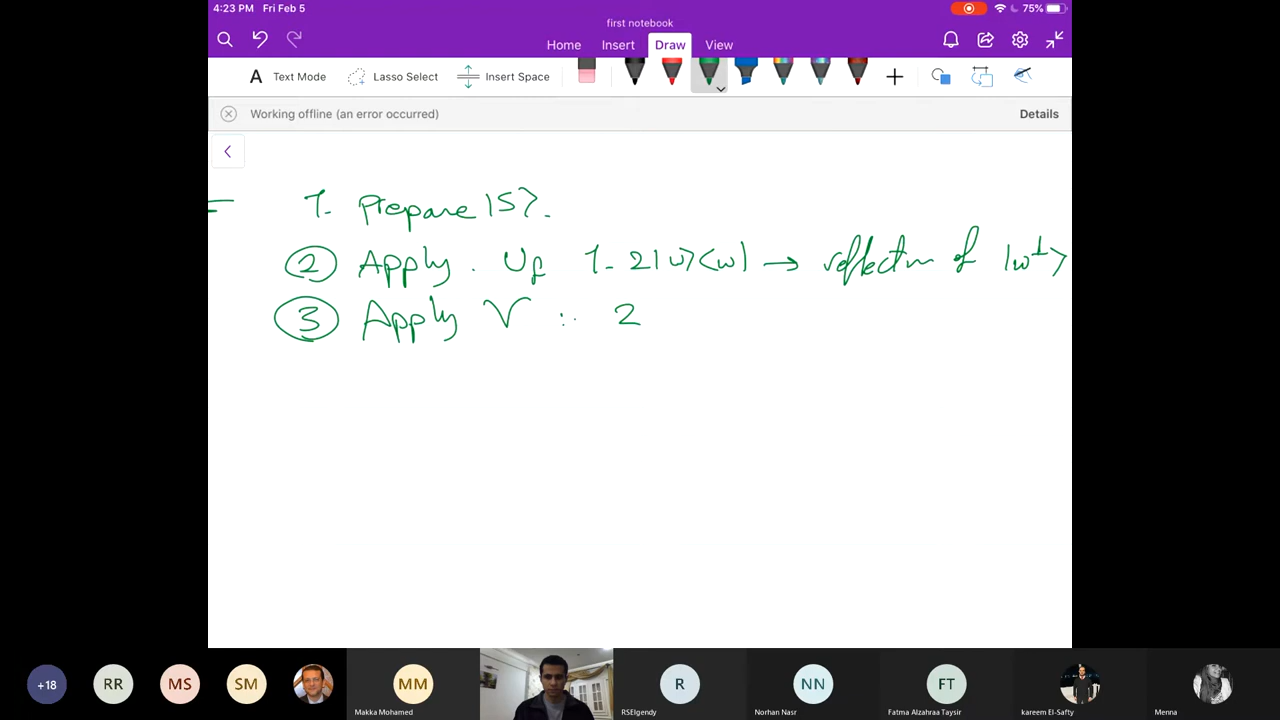 4:23 PM Fri Feb 5
75%
first notebook
Home Insert Draw View
A Text Mode Lasso Select Insert Space
Working offline (an error occurred) Details
1. Prepare |S⟩.
② Apply. Uf 1-2|w⟩⟨w| → reflection of |w⊥⟩
③ Apply V : 2
+18 RR MS SM MM R NN FT
Makka Mohamed RSElgendy Norhan Nasr Fatma Alzahraa Taysir kareem El-Safty Menna